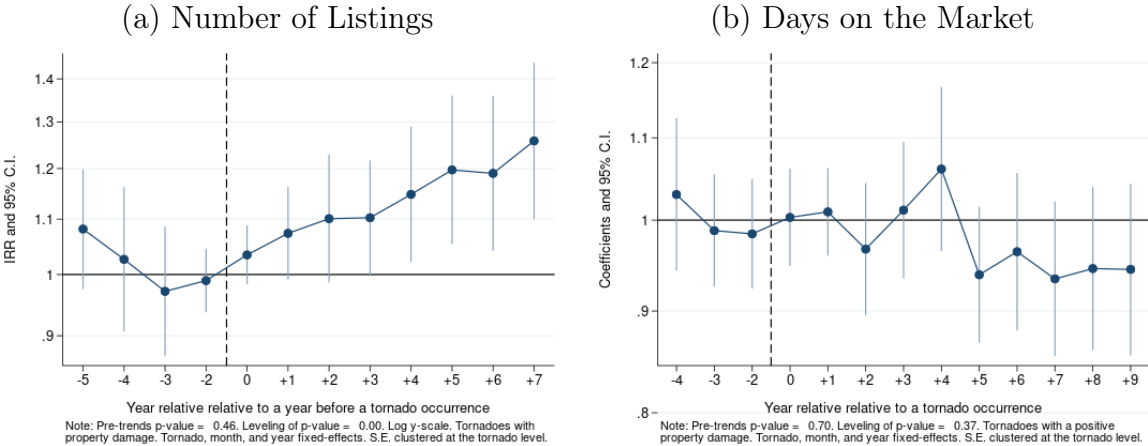 (a) Number of Listings
IRR and 95% C.I.
1.4
1.3
1.2
1.1
1
.9
-5 -4 -3 -2 0 +1 +2 +3 +4 +5 +6 +7
Year relative relative to a year before a tornado occurrence
Note: Pre-trends p-value = 0.46. Leveling of p-value = 0.00. Log y-scale. Tornadoes with
property damage. Tornado, month, and year fixed-effects. S.E. clustered at the tornado level.
(b) Days on the Market
Coefficients and 95% C.I.
1.2
1.1
1
.9
.8
-4 -3 -2 0 +1 +2 +3 +4 +5 +6 +7 +8 +9
Year relative relative to a year before a tornado occurrence
Note: Pre-trends p-value = 0.70. Leveling of p-value = 0.37. Tornadoes with a positive
property damage. Tornado, month, and year fixed-effects. S.E. clustered at the tornado level.